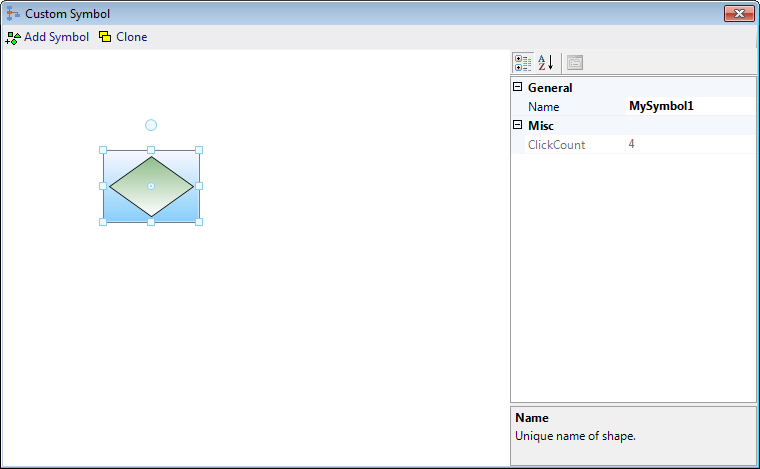 Custom Symbol
Add Symbol Clone
A
Z
General
Name MySymbol1
Misc
ClickCount 4
Name
Unique name of shape.